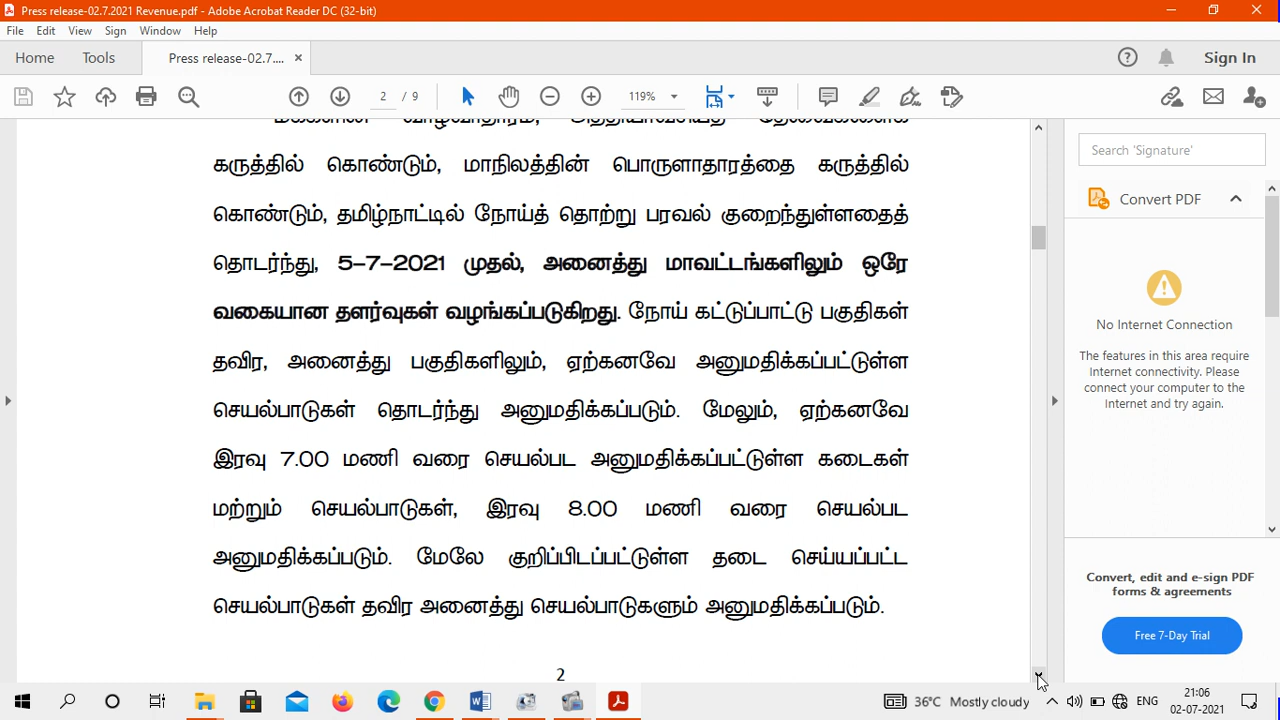 Press release-02.7.2021 Revenue.pdf - Adobe Acrobat Reader DC (32-bit)
File Edit View Sign Window Help
Home Tools Press release-02.7.... × Sign In
2 / 9 119%
மக்களின் வாழ்வாதாரம், அத்தியாவசியத் தேவைகளைக்
கருத்தில் கொண்டும், மாநிலத்தின் பொருளாதாரத்தை கருத்தில்
கொண்டும், தமிழ்நாட்டில் நோய்த் தொற்று பரவல் குறைந்துள்ளதைத்
தொடர்ந்து, 5-7-2021 முதல், அனைத்து மாவட்டங்களிலும் ஒரே
வகையான தளர்வுகள் வழங்கப்படுகிறது. நோய் கட்டுப்பாட்டு பகுதிகள்
தவிர, அனைத்து பகுதிகளிலும், ஏற்கனவே அனுமதிக்கப்பட்டுள்ள
செயல்பாடுகள் தொடர்ந்து அனுமதிக்கப்படும். மேலும், ஏற்கனவே
இரவு 7.00 மணி வரை செயல்பட அனுமதிக்கப்பட்டுள்ள கடைகள்
மற்றும் செயல்பாடுகள், இரவு 8.00 மணி வரை செயல்பட
அனுமதிக்கப்படும். மேலே குறிப்பிடப்பட்டுள்ள தடை செய்யப்பட்ட
செயல்பாடுகள் தவிர அனைத்து செயல்பாடுகளும் அனுமதிக்கப்படும்.
2
Search 'Signature'
Convert PDF
No Internet Connection
The features in this area require
Internet connectivity. Please
connect your computer to the
Internet and try again.
Convert, edit and e-sign PDF
forms & agreements
Free 7-Day Trial
36°C Mostly cloudy ENG 21:06
02-07-2021